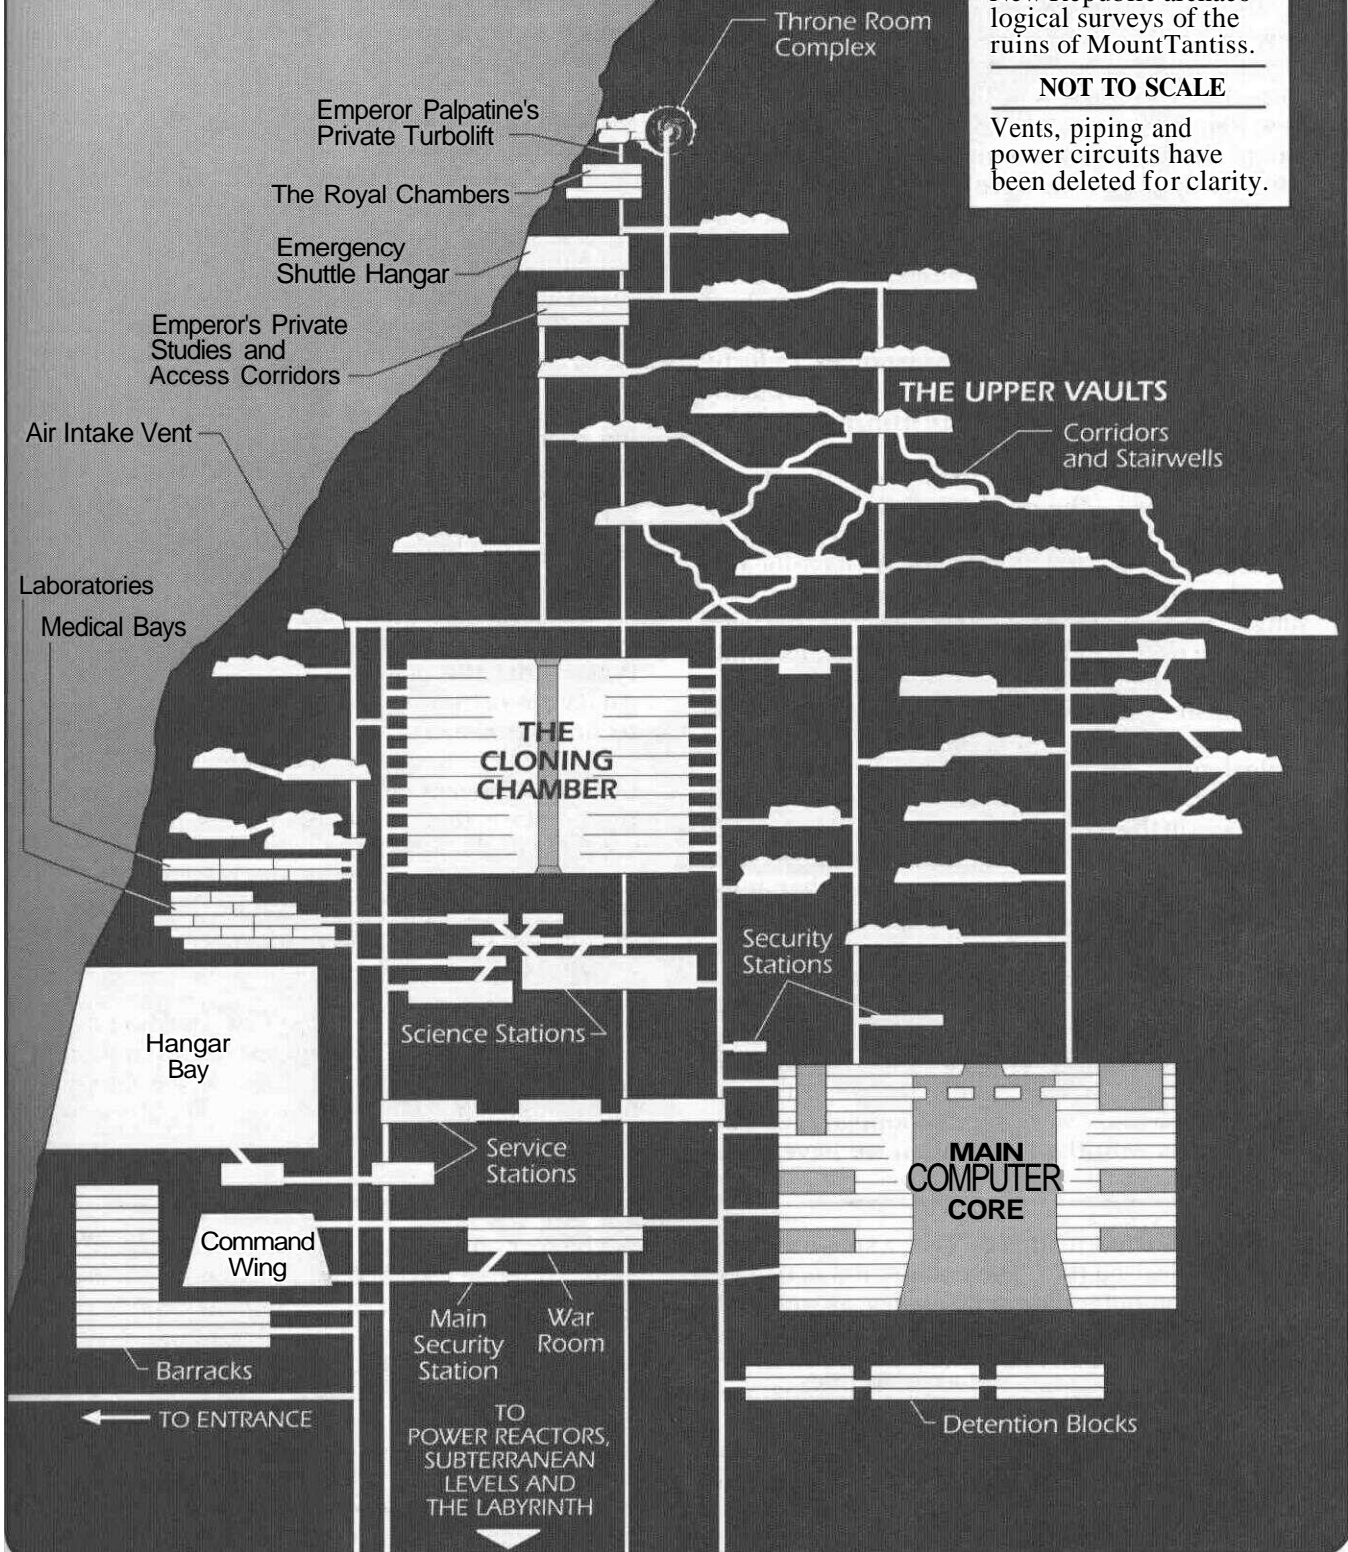 logical surveys of the
ruins of MountTantiss.
NOT TO SCALE
Vents, piping and
power circuits have
been deleted for clarity.
Throne Room
Complex
Emperor Palpatine's
Private Turbolift
The Royal Chambers
Emergency
Shuttle Hangar
Emperor's Private
Studies and
Access Corridors
THE UPPER VAULTS
Air Intake Vent
Corridors
and Stairwells
Laboratories
Medical Bays
THE
CLONING
CHAMBER
Security
Stations
Science Stations
Hangar
Bay
Service
Stations
MAIN
COMPUTER
CORE
Command
Wing
Main
Security
Station
War
Room
Barracks
TO ENTRANCE
TO
POWER REACTORS,
SUBTERRANEAN
LEVELS AND
THE LABYRINTH
Detention Blocks